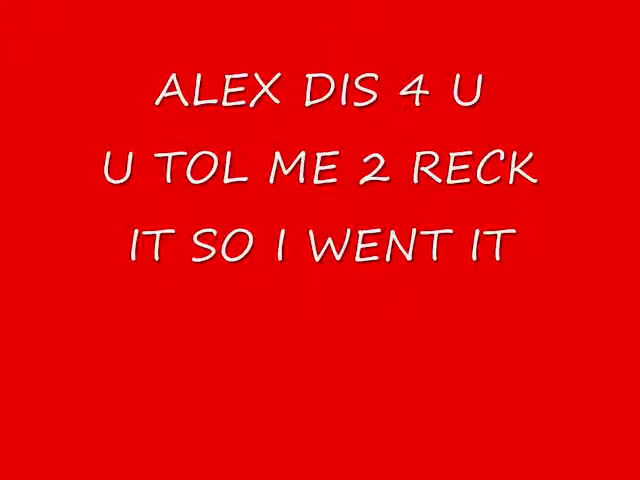 ALEX DIS 4 U
U TOL ME 2 RECK
IT SO I WENT IT